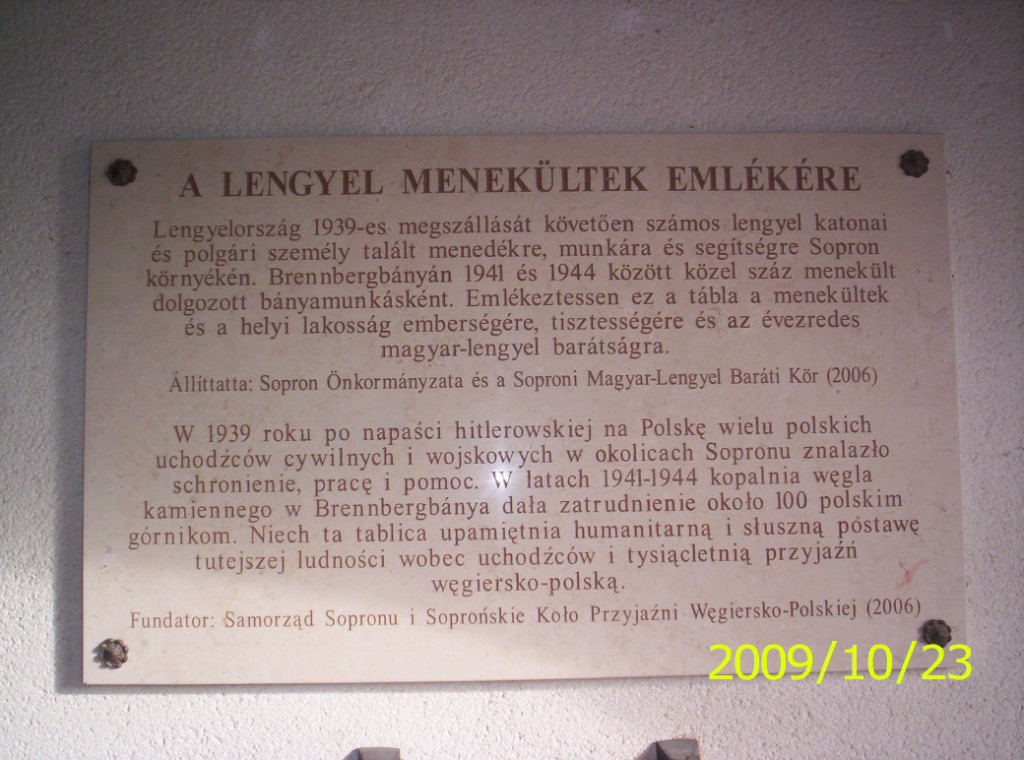 A LENGYEL MENEKÜLTEK EMLÉKÉRE
Lengyelország 1939-es megszállását követően számos lengyel katonai
és polgári személy talált menedékre, munkára és segítségre Sopron
környékén. Brennbergbányán 1941 és 1944 között közel száz menekült
dolgozott bányamunkásként. Emlékeztessen ez a tábla a menekültek
és a helyi lakosság emberségére, tisztességére és az évezredes
magyar-lengyel barátságra.
Állíttatta: Sopron Önkormányzata és a Soproni Magyar-Lengyel Baráti Kör (2006)
W 1939 roku po napaści hitlerowskiej na Polskę wielu polskich
uchodźców cywilnych i wojskowych w okolicach Sopronu znalazło
schronienie, pracę i pomoc. W latach 1941-1944 kopalnia węgla
kamiennego w Brennbergbánya dała zatrudnienie około 100 polskim
górnikom. Niech ta tablica upamiętnia humanitarną i słuszną postawę
tutejszej ludności wobec uchodźców i tysiącletnią przyjaźń
węgiersko-polską.
Fundator: Samorząd Sopronu i Soprońskie Koło Przyjaźni Węgiersko-Polskiej (2006)
2009/10/23